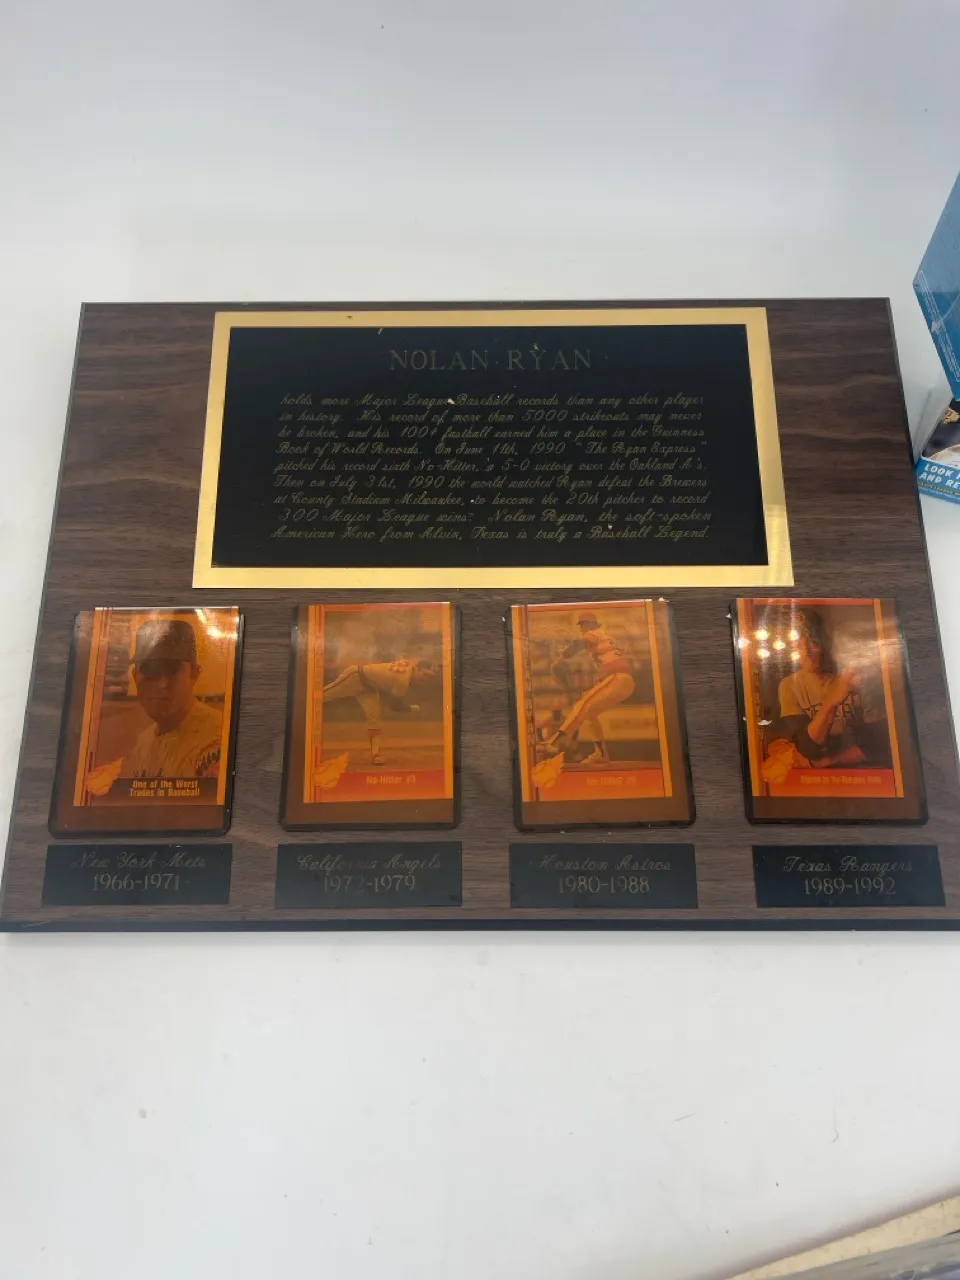 NOLAN RYAN
holds more Major League Baseball records than any other player
in history. His record of more than 5000 strikeouts may never
be broken, and his 100+ fastball earned him a place in the Guinness
Book of World Records. On June 11th, 1990 "The Ryan Express"
pitched his record sixth No-Hitter, a 5-0 victory over the Oakland A's.
Then on July 31st, 1990 the world watched Ryan defeat the Brewers
at County Stadium Milwaukee, to become the 20th pitcher to record
300 Major League wins. Nolan Ryan, the soft-spoken
American Hero from Alvin, Texas is truly a Baseball Legend.
LOOK
AND RE
One of the Worst
Trades in Baseball
No-Hitter #3
New York Mets
1966-1971
California Angels
1972-1979
Houston Astros
1980-1988
Texas Rangers
1989-1992